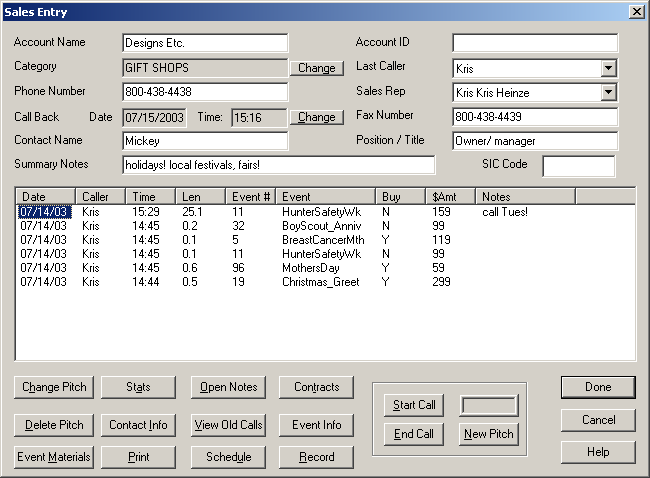 Sales Entry
Account Name Designs Etc. Account ID
Category GIFT SHOPS Change Last Caller Kris
Phone Number 800-438-4438 Sales Rep Kris Kris Heinze
Call Back Date 07/15/2003 Time: 15:16 Change Fax Number 800-438-4439
Contact Name Mickey Position / Title Owner/ manager
Summary Notes holidays! local festivals, fairs! SIC Code
Date Caller Time Len Event # Event Buy $Amt Notes
07/14/03 Kris 15:29 25.1 11 HunterSafetyWk N 159 call Tues!
07/14/03 Kris 14:45 0.2 32 BoyScout_Anniv N 99
07/14/03 Kris 14:45 0.1 5 BreastCancerMth Y 119
07/14/03 Kris 14:45 0.1 11 HunterSafetyWk N 99
07/14/03 Kris 14:45 0.6 96 MothersDay Y 59
07/14/03 Kris 14:44 0.5 19 Christmas_Greet Y 299
Change Pitch Stats Open Notes Contracts Done
Start Call
Delete Pitch Contact Info View Old Calls Event Info Cancel
End Call New Pitch
Event Materials Print Schedule Record Help